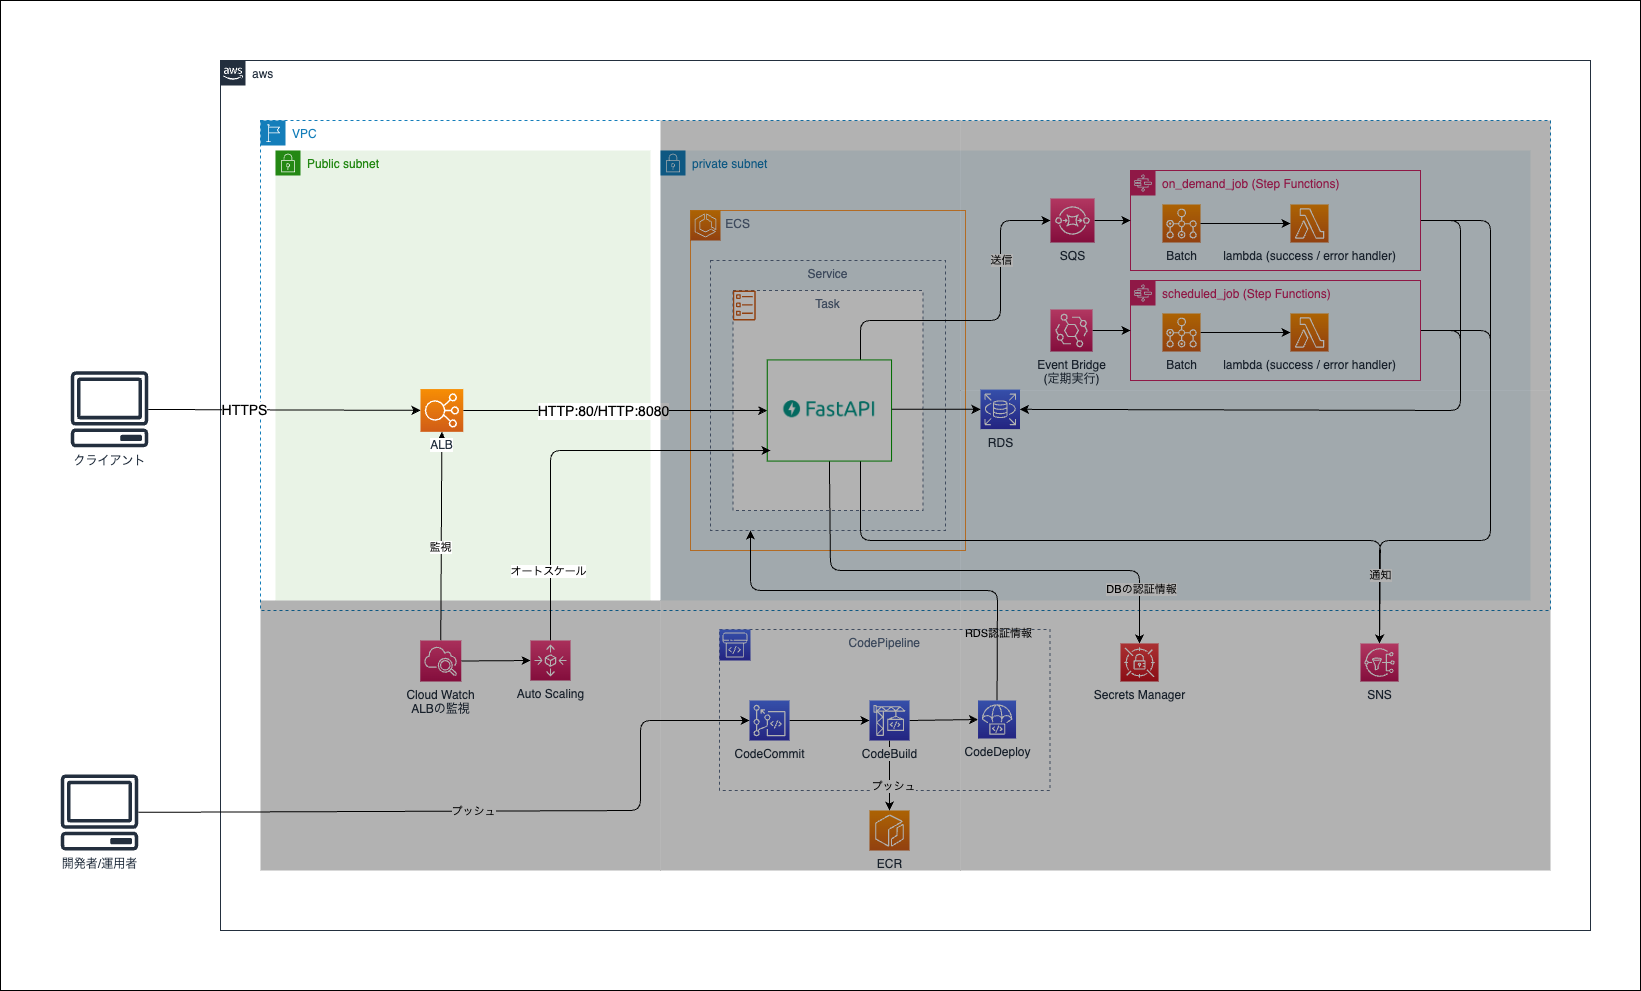 aws
aws
VPC
Public subnet
private subnet
ECS
Service
Task
FastAPI
送信
SQS
on_demand_job (Step Functions)
Batch
lambda (success / error handler)
scheduled_job (Step Functions)
Batch
lambda (success / error handler)
Event Bridge
(定期実行)
RDS
HTTPS
HTTP:80/HTTP:8080
ALB
クライアント
監視
オートスケール
DBの認証情報
通知
RDS認証情報
CodePipeline
Cloud Watch
ALBの監視
Auto Scaling
Secrets Manager
SNS
CodeCommit
CodeBuild
CodeDeploy
プッシュ
プッシュ
ECR
開発者/運用者